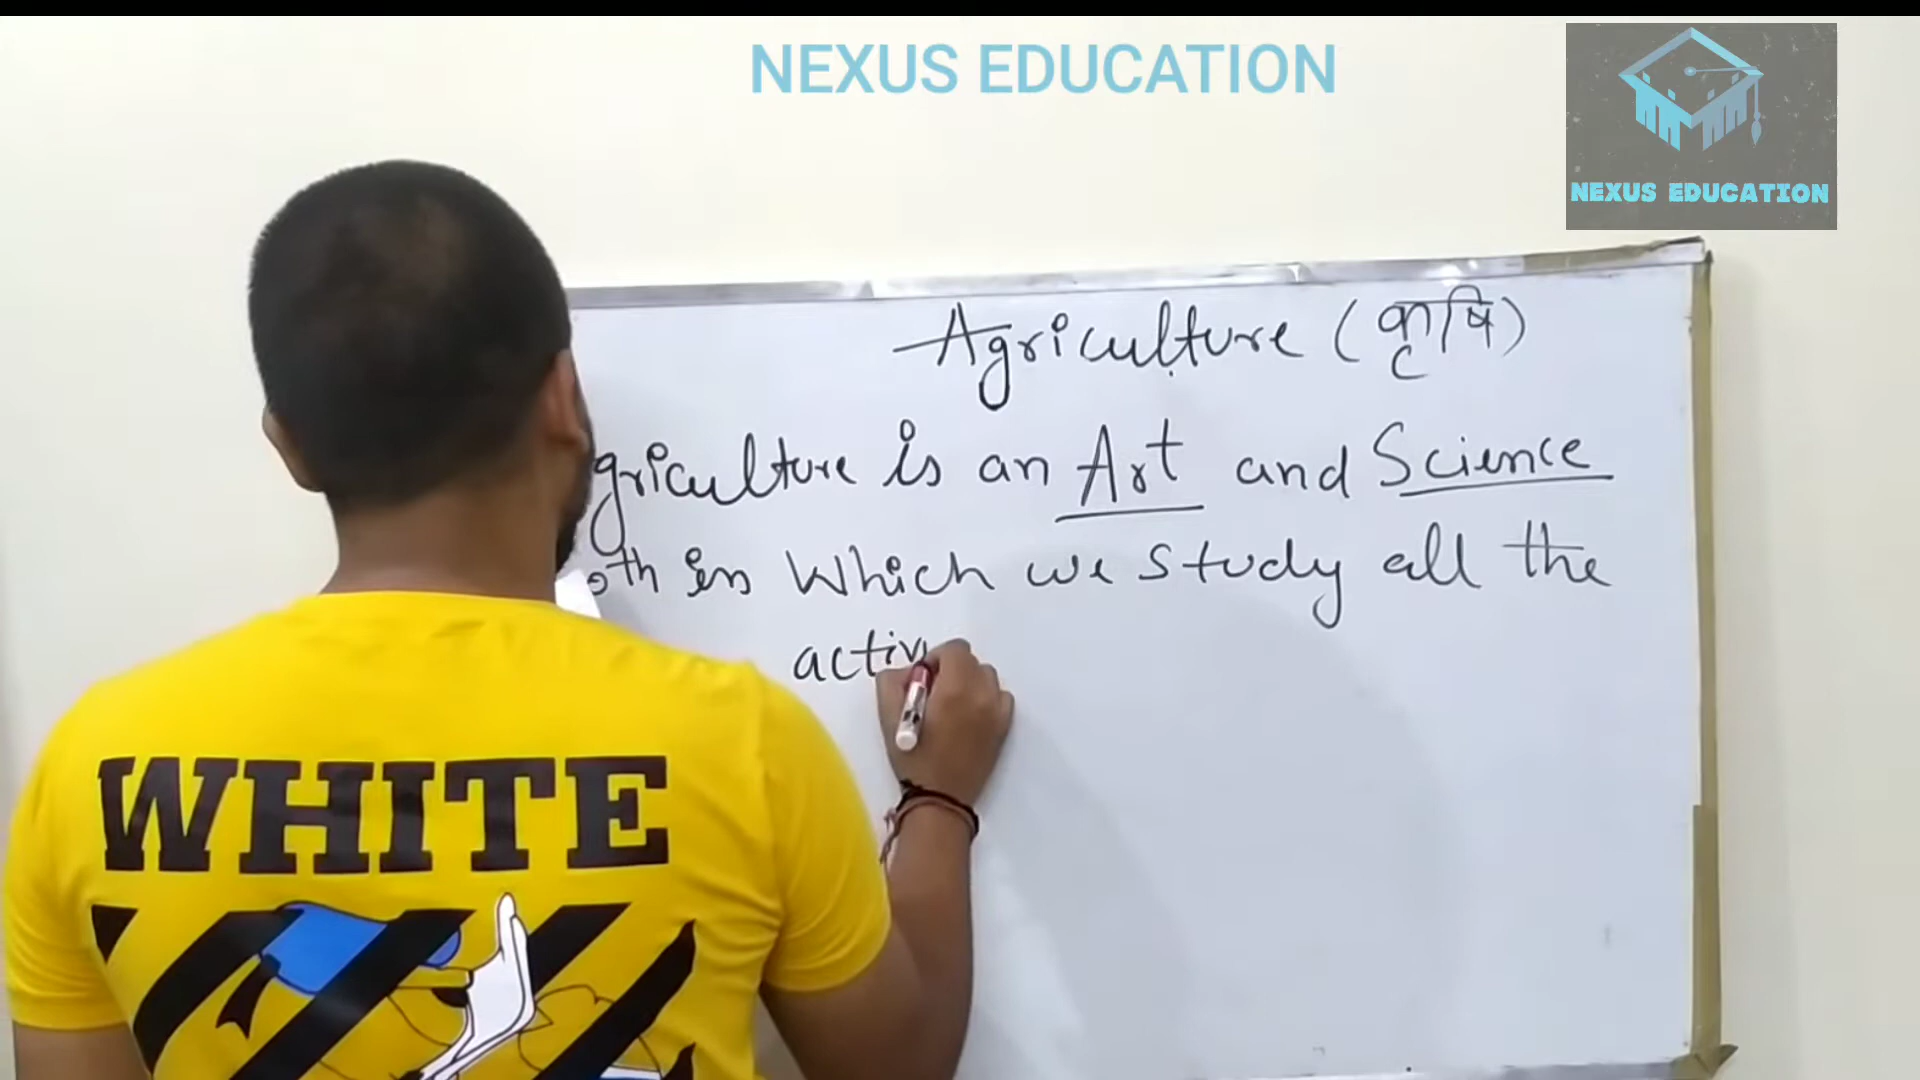 NEXUS EDUCATION
NEXUS EDUCATION
Agriculture (कृषि)
griculture is an Art and Science
oth in which we study all the
activ
WHITE